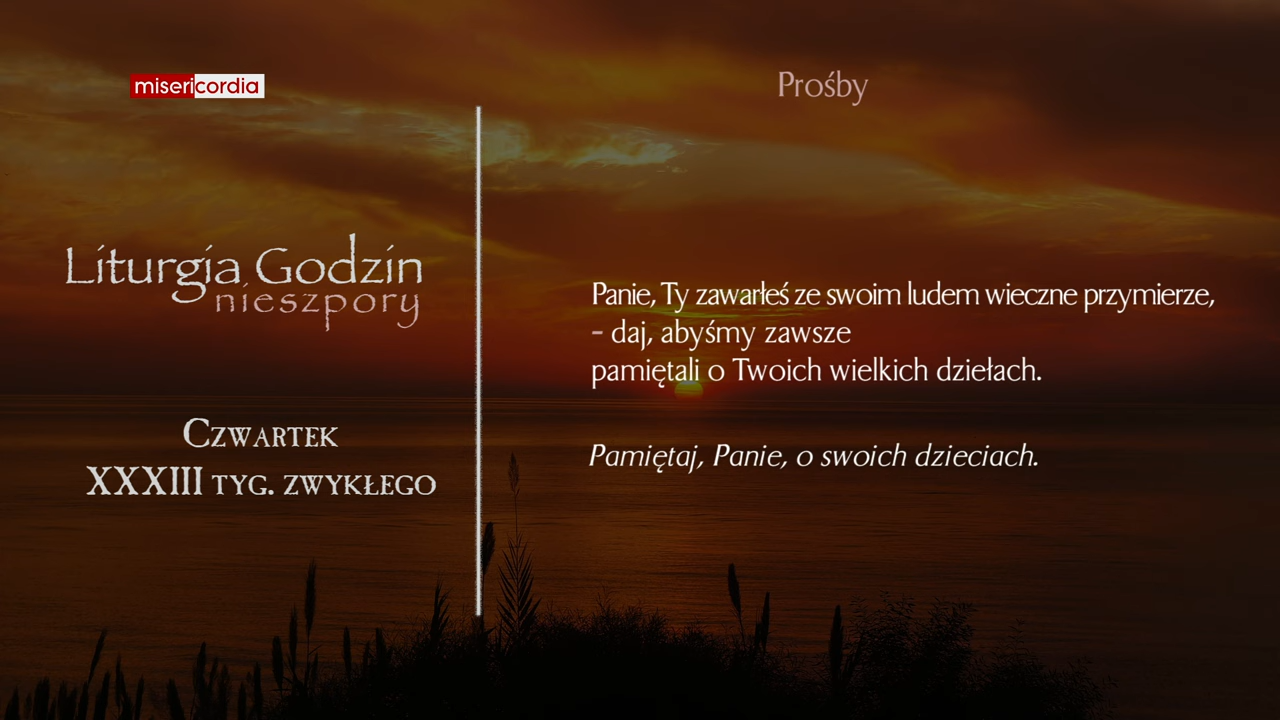 misericordia
Prośby
Liturgia Godzin
nieszpory
Czwartek
XXXIII tyg. zwykłego
Panie, Ty zawarłeś ze swoim ludem wieczne przymierze,
- daj, abyśmy zawsze
pamiętali o Twoich wielkich dziełach.
Pamiętaj, Panie, o swoich dzieciach.